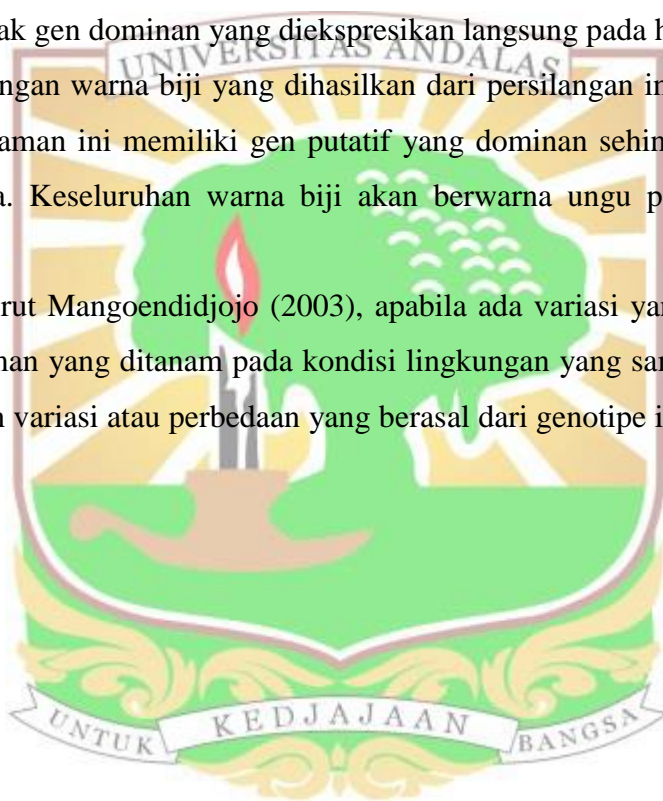 ak gen dominan yang diekspresikan langsung pada h
UNIVERSITAS ANDALAS
ngan warna biji yang dihasilkan dari persilangan in
aman ini memiliki gen putatif yang dominan sehin
a. Keseluruhan warna biji akan berwarna ungu p
rut Mangoendidjojo (2003), apabila ada variasi yan
nan yang ditanam pada kondisi lingkungan yang sam
n variasi atau perbedaan yang berasal dari genotipe i
UNTUK KEDJAJAAN BANGSA